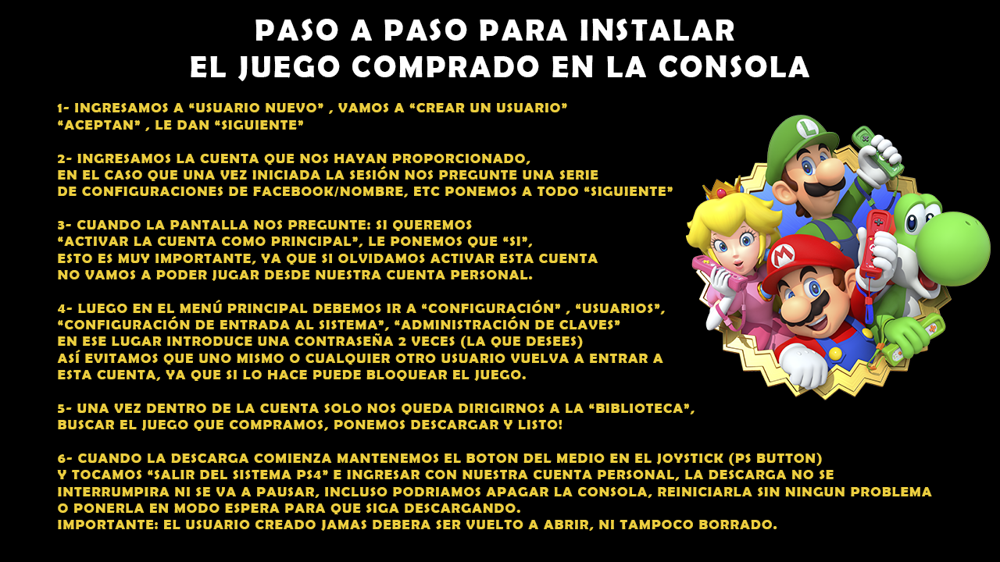 PASO A PASO PARA INSTALAR
EL JUEGO COMPRADO EN LA CONSOLA
1- INGRESAMOS A “USUARIO NUEVO” , VAMOS A “CREAR UN USUARIO”
“ACEPTAN” , LE DAN “SIGUIENTE”
2- INGRESAMOS LA CUENTA QUE NOS HAYAN PROPORCIONADO,
EN EL CASO QUE UNA VEZ INICIADA LA SESIÓN NOS PREGUNTE UNA SERIE
DE CONFIGURACIONES DE FACEBOOK/NOMBRE, ETC PONEMOS A TODO “SIGUIENTE”
3- CUANDO LA PANTALLA NOS PREGUNTE: SI QUEREMOS
“ACTIVAR LA CUENTA COMO PRINCIPAL”, LE PONEMOS QUE “SI”,
ESTO ES MUY IMPORTANTE, YA QUE SI OLVIDAMOS ACTIVAR ESTA CUENTA
NO VAMOS A PODER JUGAR DESDE NUESTRA CUENTA PERSONAL.
4- LUEGO EN EL MENÚ PRINCIPAL DEBEMOS IR A “CONFIGURACIÓN” , “USUARIOS”,
“CONFIGURACIÓN DE ENTRADA AL SISTEMA”, “ADMINISTRACIÓN DE CLAVES”
EN ESE LUGAR INTRODUCE UNA CONTRASEÑA 2 VECES (LA QUE DESEES)
ASÍ EVITAMOS QUE UNO MISMO O CUALQUIER OTRO USUARIO VUELVA A ENTRAR A
ESTA CUENTA, YA QUE SI LO HACE PUEDE BLOQUEAR EL JUEGO.
5- UNA VEZ DENTRO DE LA CUENTA SOLO NOS QUEDA DIRIGIRNOS A LA “BIBLIOTECA”,
BUSCAR EL JUEGO QUE COMPRAMOS, PONEMOS DESCARGAR Y LISTO!
6- CUANDO LA DESCARGA COMIENZA MANTENEMOS EL BOTON DEL MEDIO EN EL JOYSTICK (PS BUTTON)
Y TOCAMOS “SALIR DEL SISTEMA PS4” E INGRESAR CON NUESTRA CUENTA PERSONAL, LA DESCARGA NO SE
INTERRUMPIRA NI SE VA A PAUSAR, INCLUSO PODRIAMOS APAGAR LA CONSOLA, REINICIARLA SIN NINGUN PROBLEMA
O PONERLA EN MODO ESPERA PARA QUE SIGA DESCARGANDO.
IMPORTANTE: EL USUARIO CREADO JAMAS DEBERA SER VUELTO A ABRIR, NI TAMPOCO BORRADO.
L
M